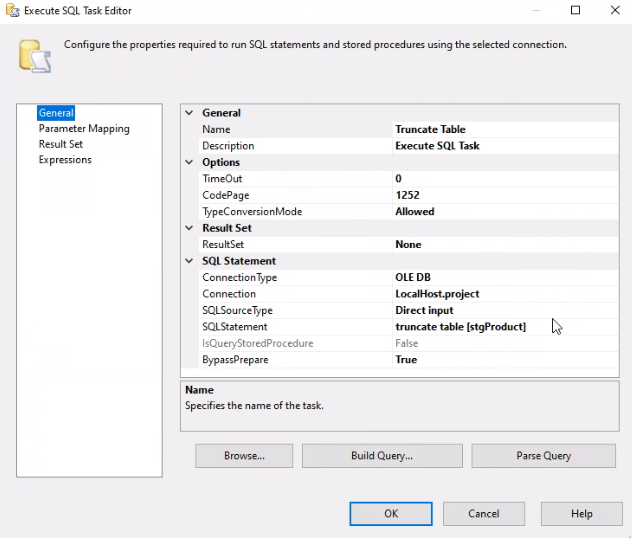 Execute SQL Task Editor
Configure the properties required to run SQL statements and stored procedures using the selected connection.
General
Parameter Mapping
Result Set
Expressions
General
Name Truncate Table
Description Execute SQL Task
Options
TimeOut 0
CodePage 1252
TypeConversionMode Allowed
Result Set
ResultSet None
SQL Statement
ConnectionType OLE DB
Connection LocalHost.project
SQLSourceType Direct input
SQLStatement truncate table [stgProduct]
IsQueryStoredProcedure False
BypassPrepare True
Name
Specifies the name of the task.
Browse... Build Query... Parse Query
OK Cancel Help